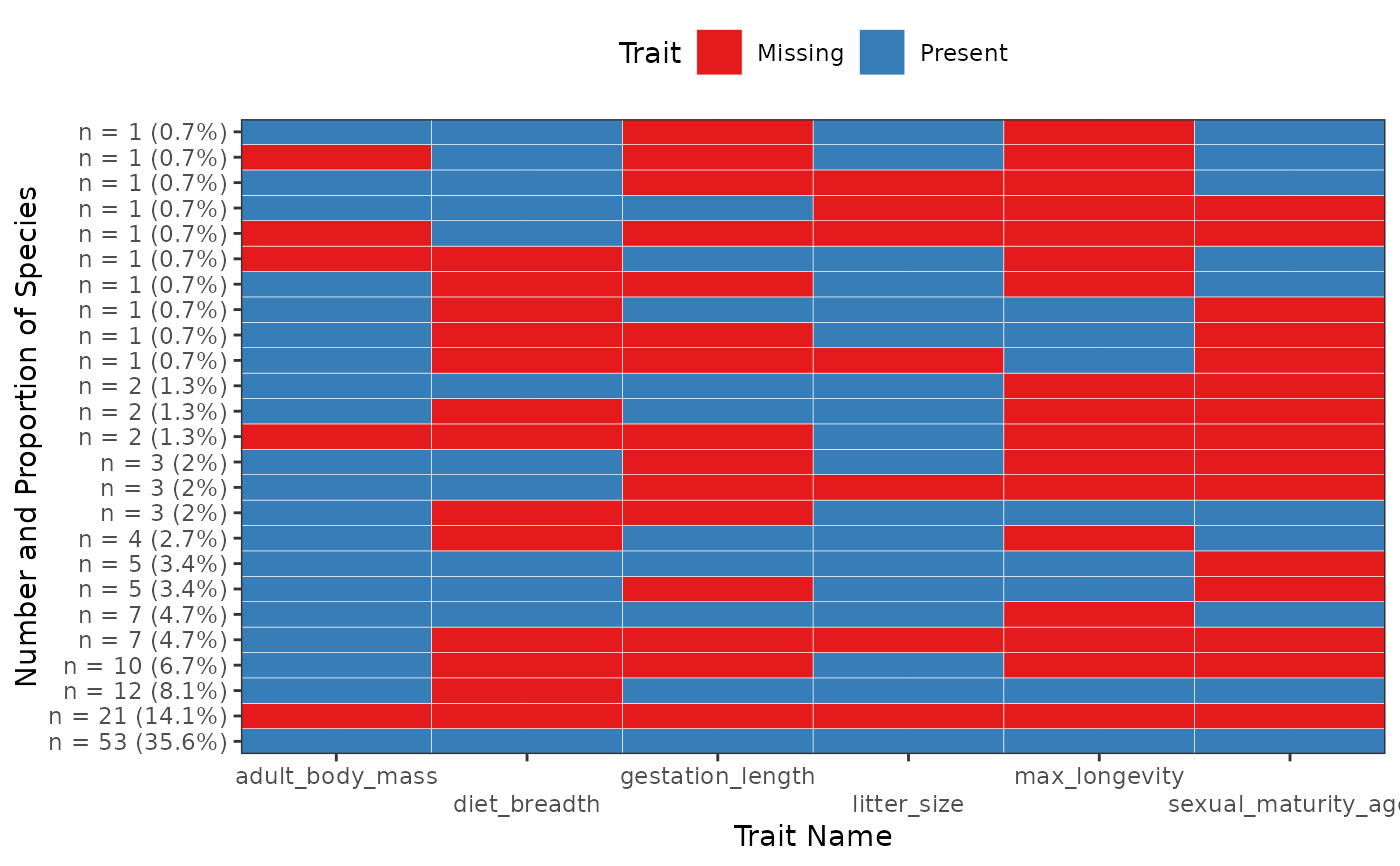 Trait Missing Present
Number and Proportion of Species
n = 1 (0.7%)
n = 1 (0.7%)
n = 1 (0.7%)
n = 1 (0.7%)
n = 1 (0.7%)
n = 1 (0.7%)
n = 1 (0.7%)
n = 1 (0.7%)
n = 1 (0.7%)
n = 1 (0.7%)
n = 2 (1.3%)
n = 2 (1.3%)
n = 2 (1.3%)
n = 3 (2%)
n = 3 (2%)
n = 3 (2%)
n = 4 (2.7%)
n = 5 (3.4%)
n = 5 (3.4%)
n = 7 (4.7%)
n = 7 (4.7%)
n = 10 (6.7%)
n = 12 (8.1%)
n = 21 (14.1%)
n = 53 (35.6%)
adult_body_mass gestation_length max_longevity
diet_breadth litter_size sexual_maturity_ag
Trait Name